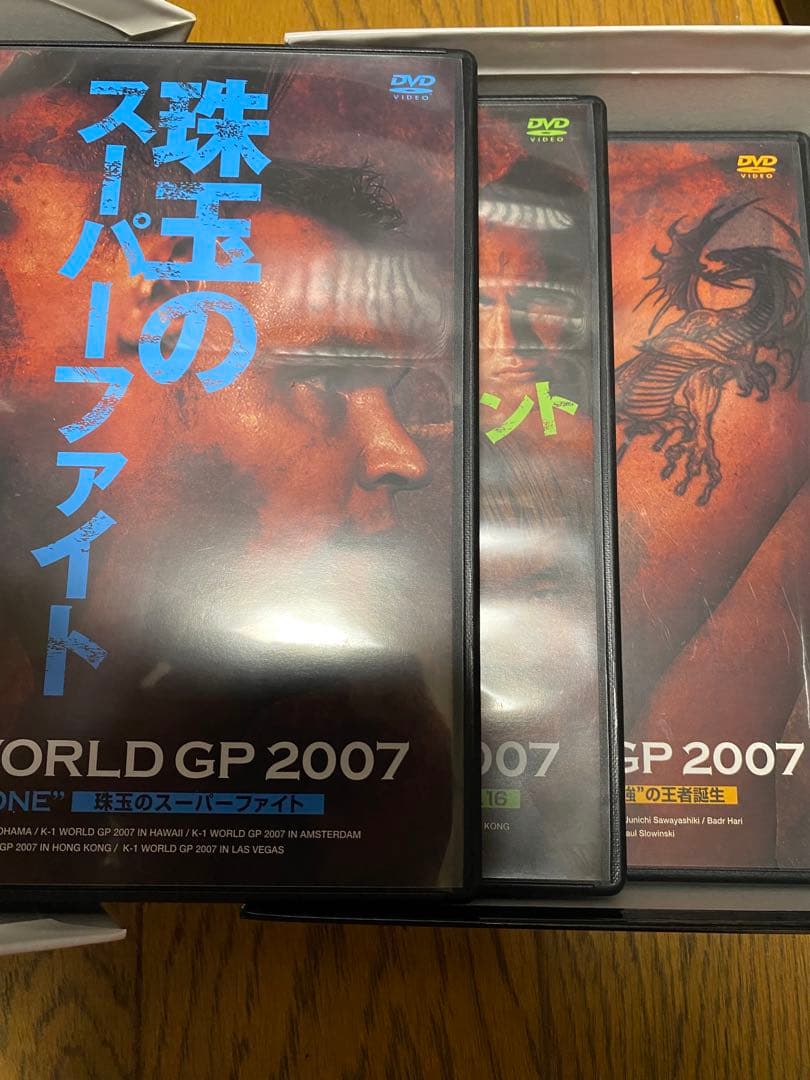 DVD
VIDEO
珠玉の
スーパーファイト
WORLD GP 2007
ONE” 珠玉のスーパーファイト
OHAMA / K-1 WORLD GP 2007 IN HAWAII / K-1 WORLD GP 2007 IN AMSTERDAM
GP 2007 IN HONG KONG / K-1 WORLD GP 2007 IN LAS VEGAS
DVD
VIDEO
ント
007
16
KONG
DVD
VIDEO
GP 2007
強”の王者誕生
Junichi Sawayashiki / Badr Hari
aul Slowinski